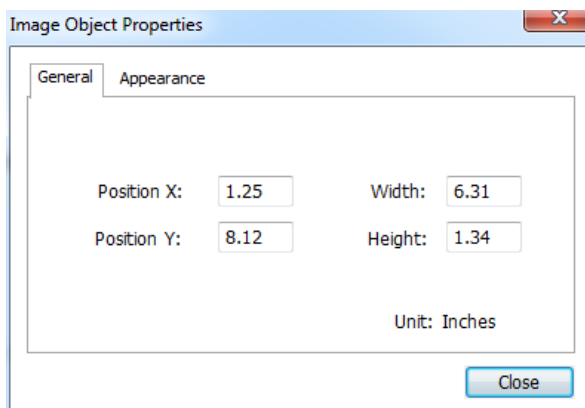 Image Object Properties
X
General Appearance
Position X: 1.25 Width: 6.31
Position Y: 8.12 Height: 1.34
Unit: Inches
Close